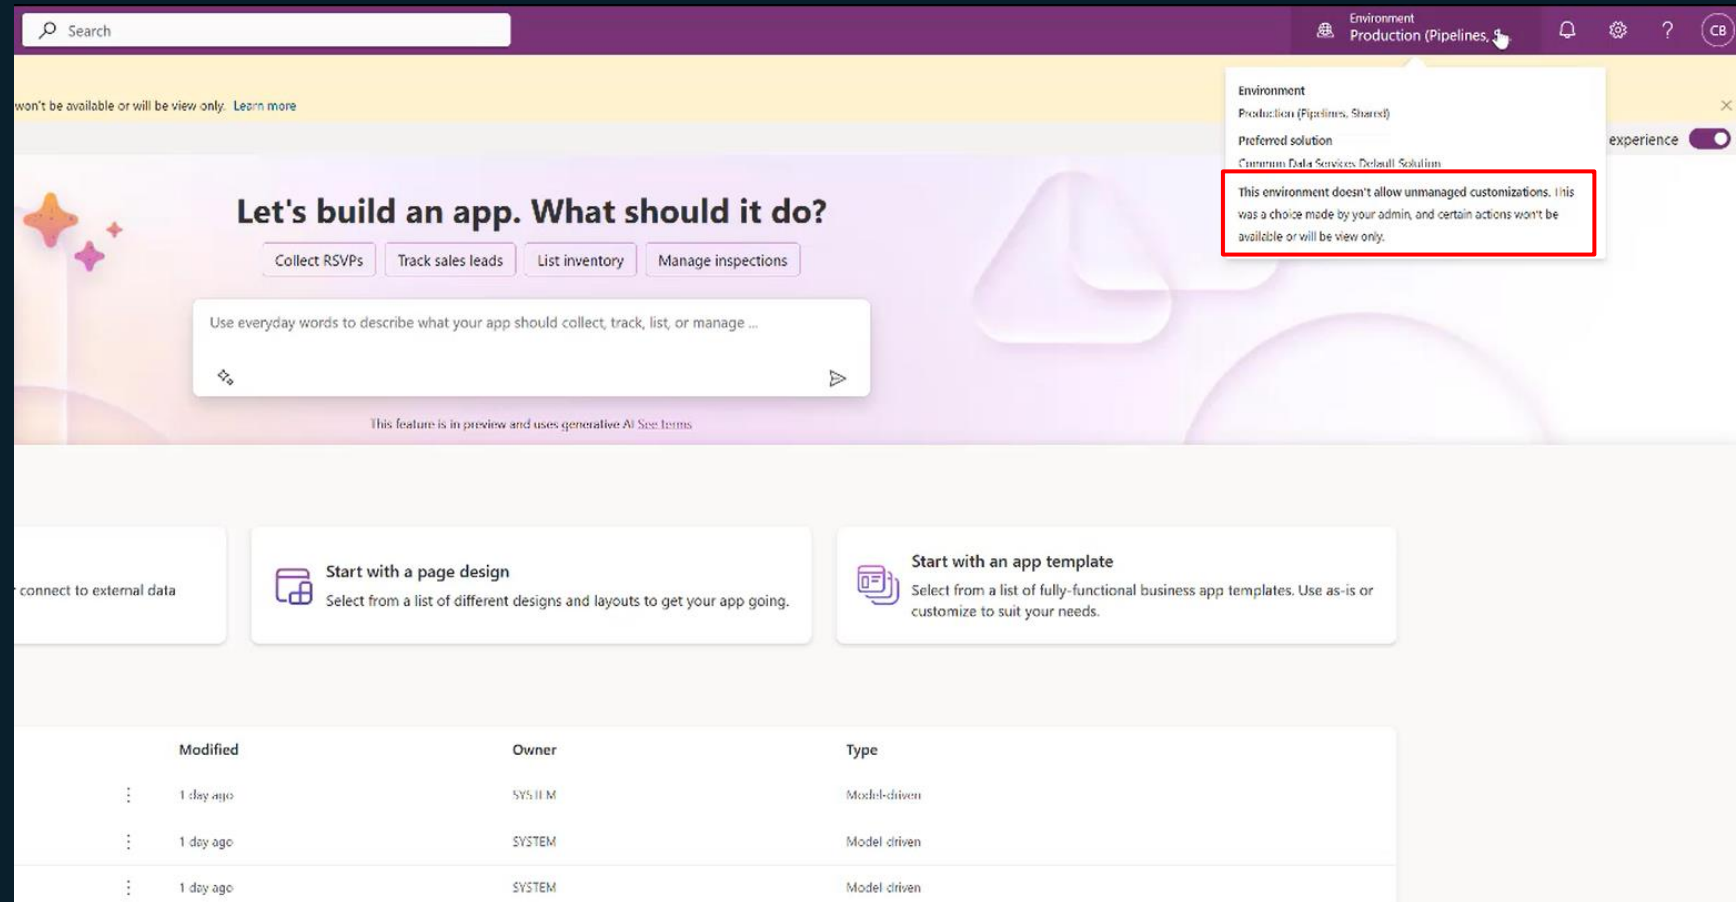 Search
Environment
Production (Pipelines,
CB
won't be available or will be view only. Learn more
Environment
Production (Pipelines, Shared)
Preferred solution
Common Data Services Default Solution
This environment doesn't allow unmanaged customizations. This
was a choice made by your admin, and certain actions won't be
available or will be view only.
experience
Let's build an app. What should it do?
Collect RSVPs
Track sales leads
List inventory
Manage inspections
Use everyday words to describe what your app should collect, track, list, or manage ...
This feature is in preview and uses generative AI See terms
connect to external data
Start with a page design
Select from a list of different designs and layouts to get your app going.
Start with an app template
Select from a list of fully-functional business app templates. Use as-is or
customize to suit your needs.
Modified Owner Type
1 day ago SYSTEM Model-driven
1 day ago SYSTEM Model-driven
1 day ago SYSTEM Model-driven